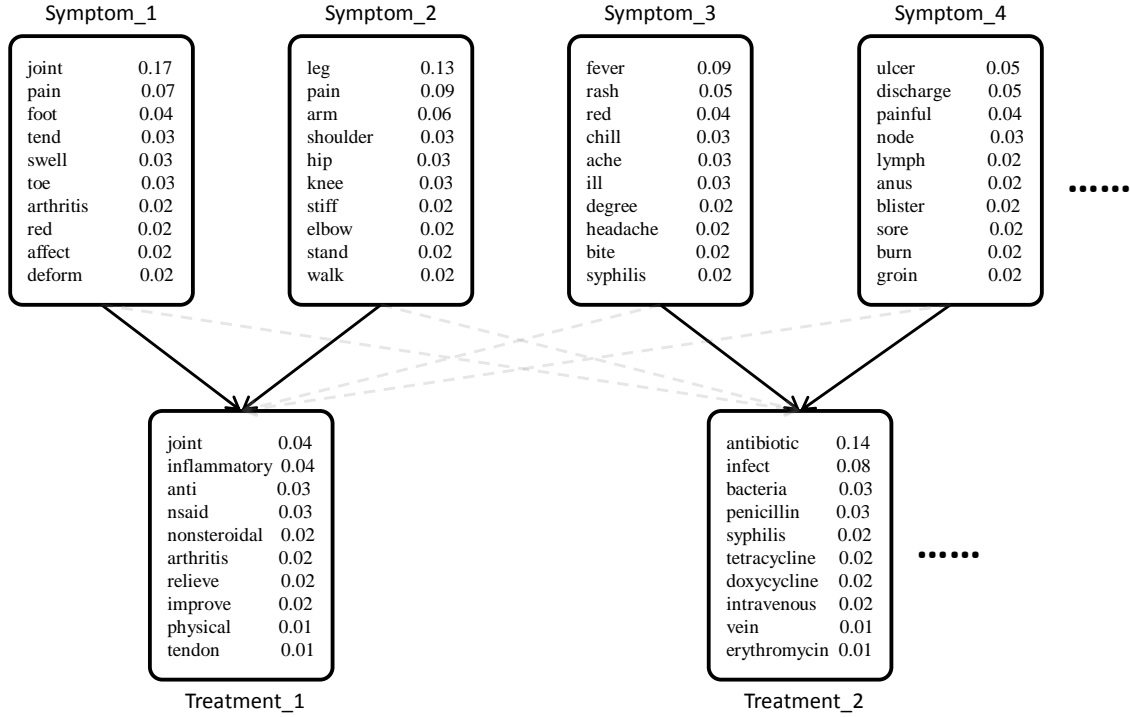 Symptom_1 Symptom_2 Symptom_3 Symptom_4
joint 0.17
pain 0.07
foot 0.04
tend 0.03
swell 0.03
toe 0.03
arthritis 0.02
red 0.02
affect 0.02
deform 0.02
leg 0.13
pain 0.09
arm 0.06
shoulder 0.03
hip 0.03
knee 0.03
stiff 0.02
elbow 0.02
stand 0.02
walk 0.02
fever 0.09
rash 0.05
red 0.04
chill 0.03
ache 0.03
ill 0.03
degree 0.02
headache 0.02
bite 0.02
syphilis 0.02
ulcer 0.05
discharge 0.05
painful 0.04
node 0.03
lymph 0.02
anus 0.02
blister 0.02
sore 0.02
burn 0.02
groin 0.02
......
joint 0.04
inflammatory 0.04
anti 0.03
nsaid 0.03
nonsteroidal 0.02
arthritis 0.02
relieve 0.02
improve 0.02
physical 0.01
tendon 0.01
Treatment_1
antibiotic 0.14
infect 0.08
bacteria 0.03
penicillin 0.03
syphilis 0.02
tetracycline 0.02
doxycycline 0.02
intravenous 0.02
vein 0.01
erythromycin 0.01
Treatment_2
......